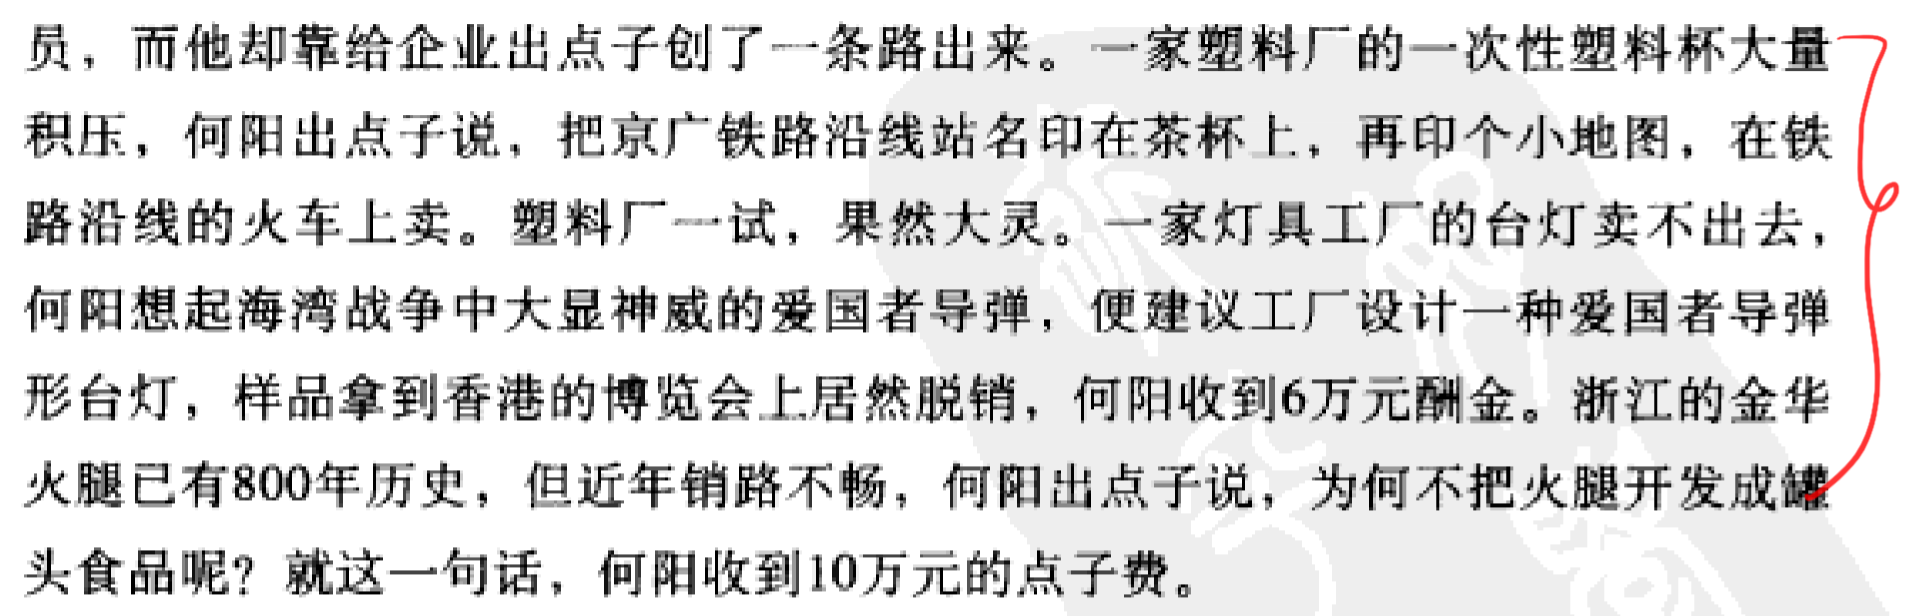 员，而他却靠给企业出点子创了一条路出来。一家塑料厂的一次性塑料杯大量
积压，何阳出点子说，把京广铁路沿线站名印在茶杯上，再印个小地图，在铁
路沿线的火车上卖。塑料厂一试，果然大灵。一家灯具工厂的台灯卖不出去，
何阳想起海湾战争中大显神威的爱国者导弹，便建议工厂设计一种爱国者导弹
形台灯，样品拿到香港的博览会上居然脱销，何阳收到6万元酬金。浙江的金华
火腿已有800年历史，但近年销路不畅，何阳出点子说，为何不把火腿开发成罐
头食品呢？就这一句话，何阳收到10万元的点子费。